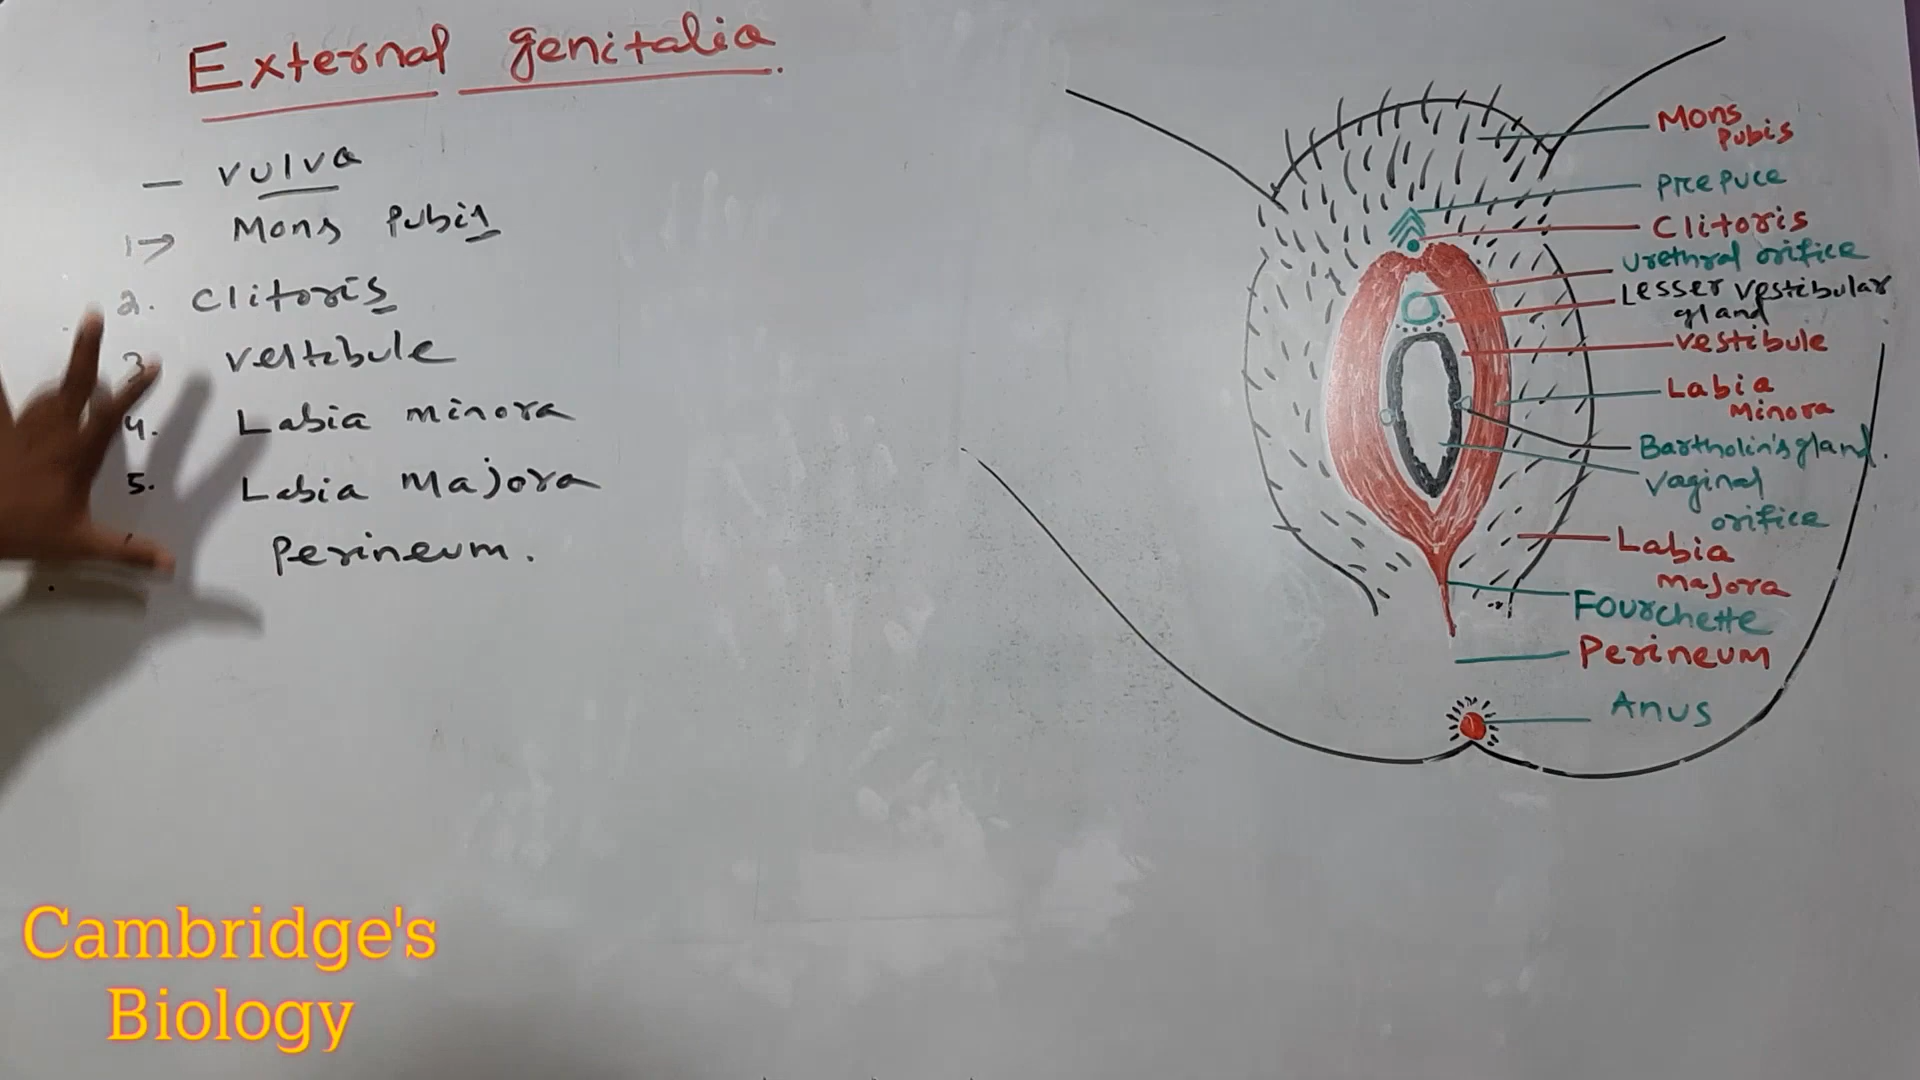 External genitalia.
— Vulva
1→ Mons Pubis
2. Clitoris
3. Vestibule
4. Labia minora
5. Labia Majora
Perineum.
Mons
Pubis
Prepuce
Clitoris
urethral orifice
Lesser vestibular
gland
Vestibule
Labia
Minora
Bartholin's gland.
Vaginal
orifice
Labia
Majora
Fourchette
Perineum
Anus
Cambridge's
Biology